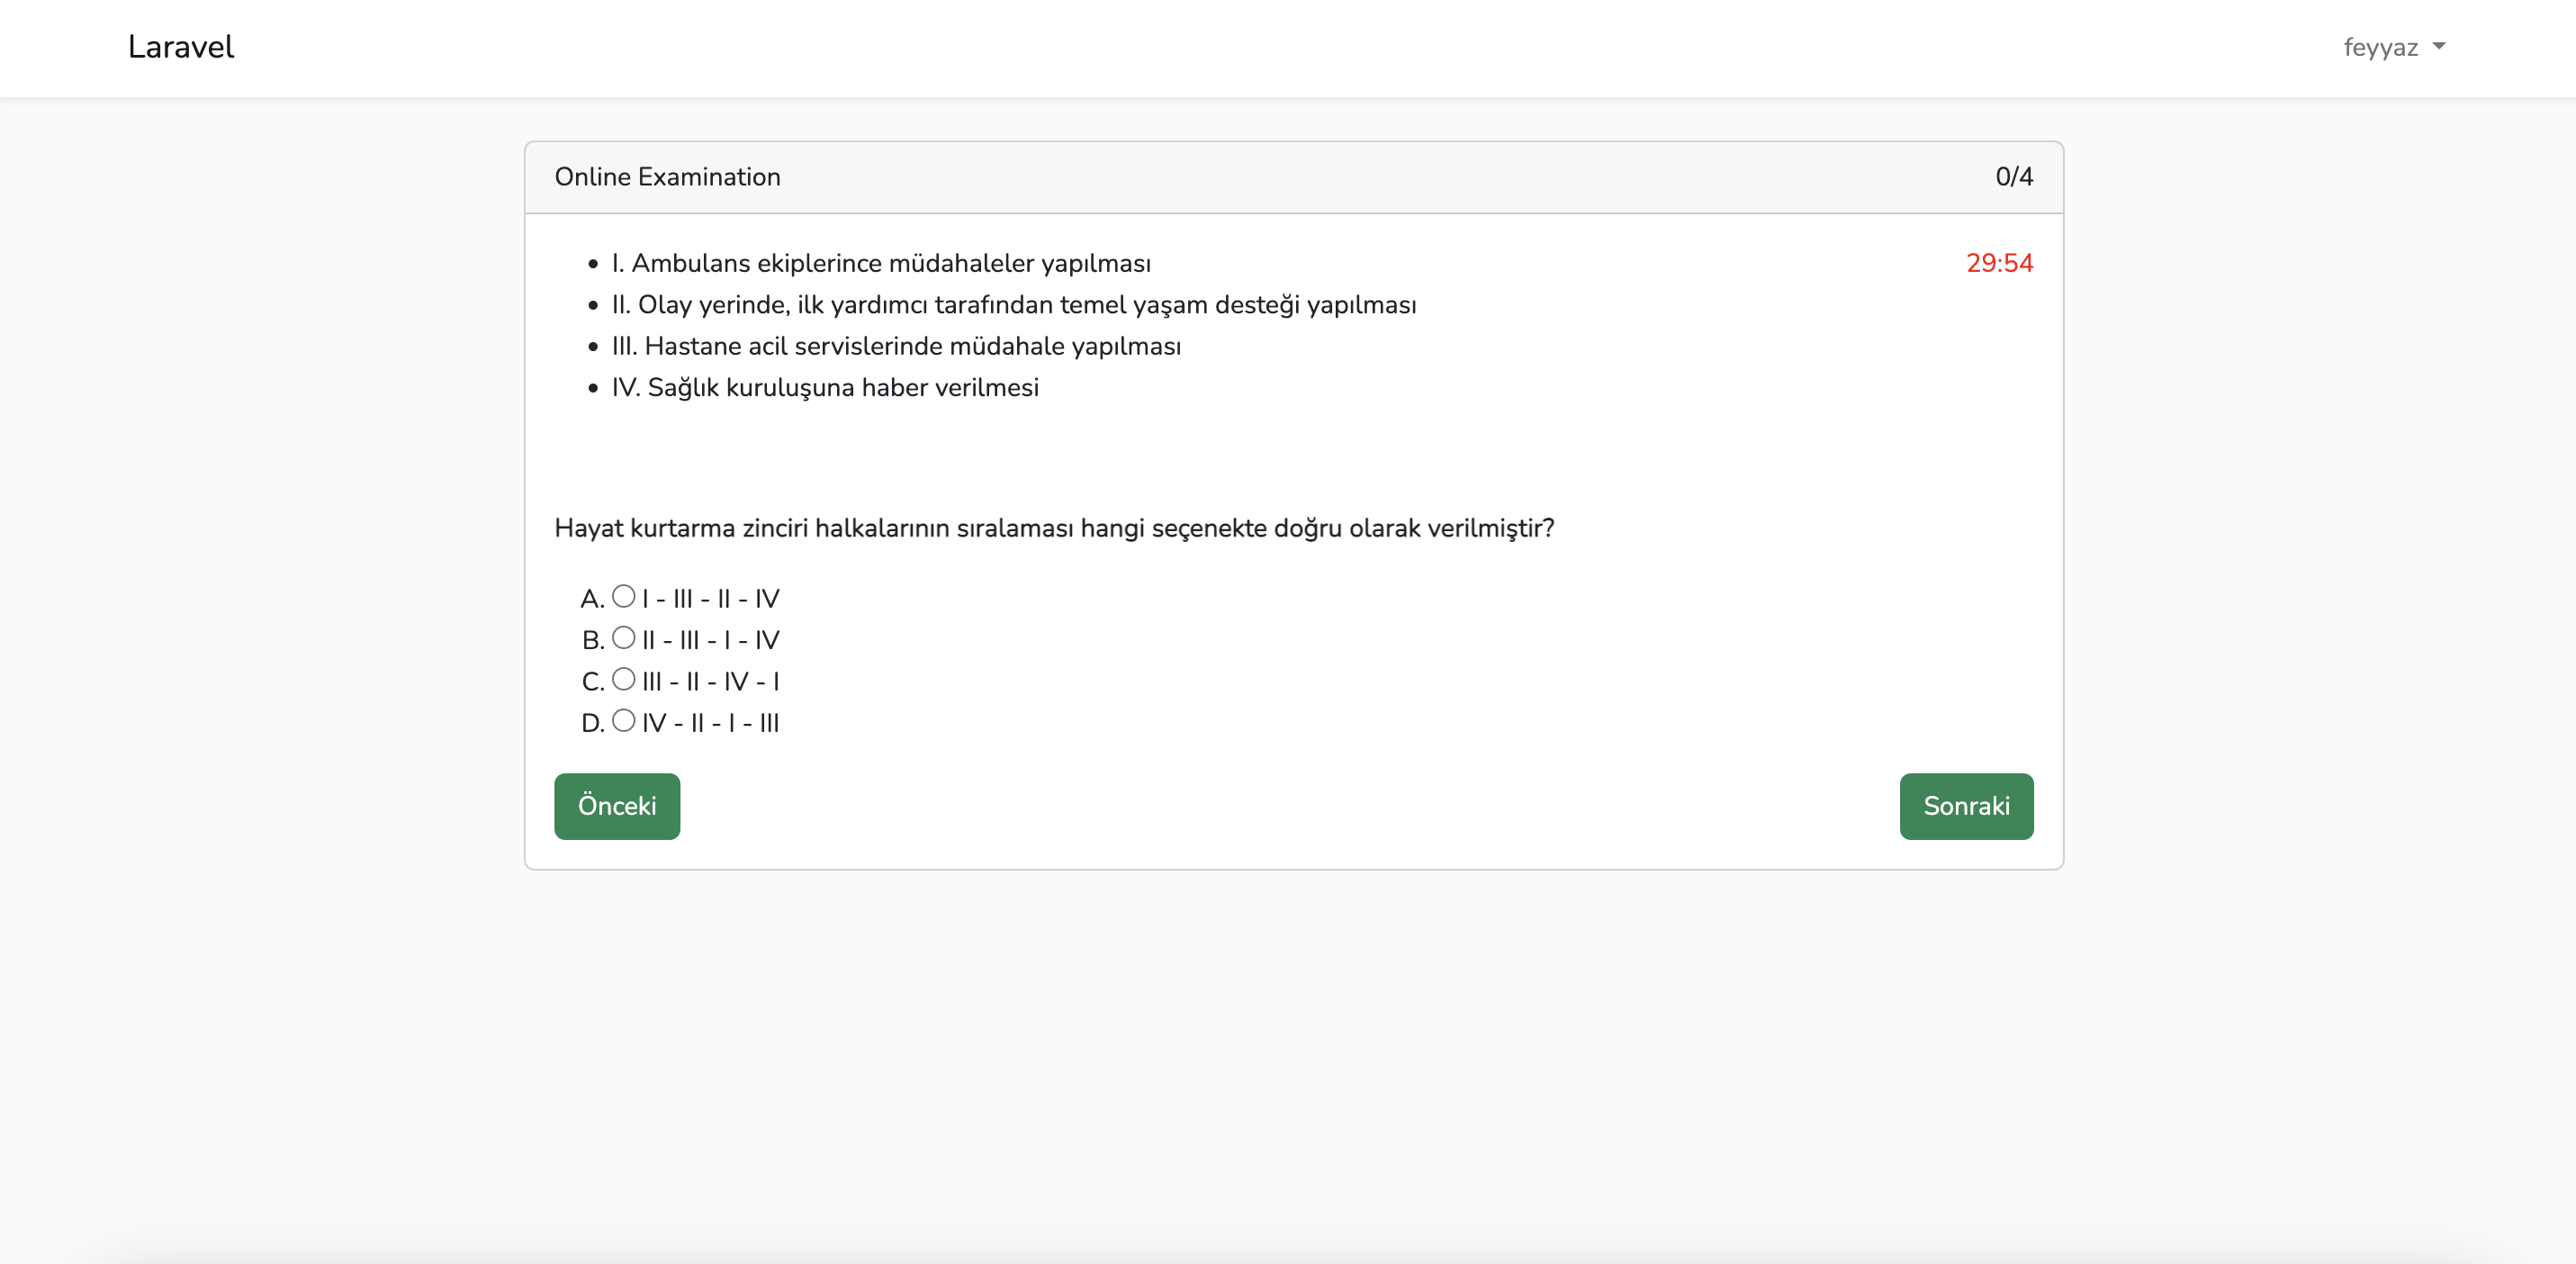 Laravel
feyyaz
Online Examination
0/4
I. Ambulans ekiplerince müdahaleler yapılması
29:54
II. Olay yerinde, ilk yardımcı tarafından temel yaşam desteği yapılması
III. Hastane acil servislerinde müdahale yapılması
IV. Sağlık kuruluşuna haber verilmesi
Hayat kurtarma zinciri halkalarının sıralaması hangi seçenekte doğru olarak verilmiştir?
A. I - III - II - IV
B. II - III - I - IV
C. III - II - IV - I
D. IV - II - I - III
Önceki
Sonraki